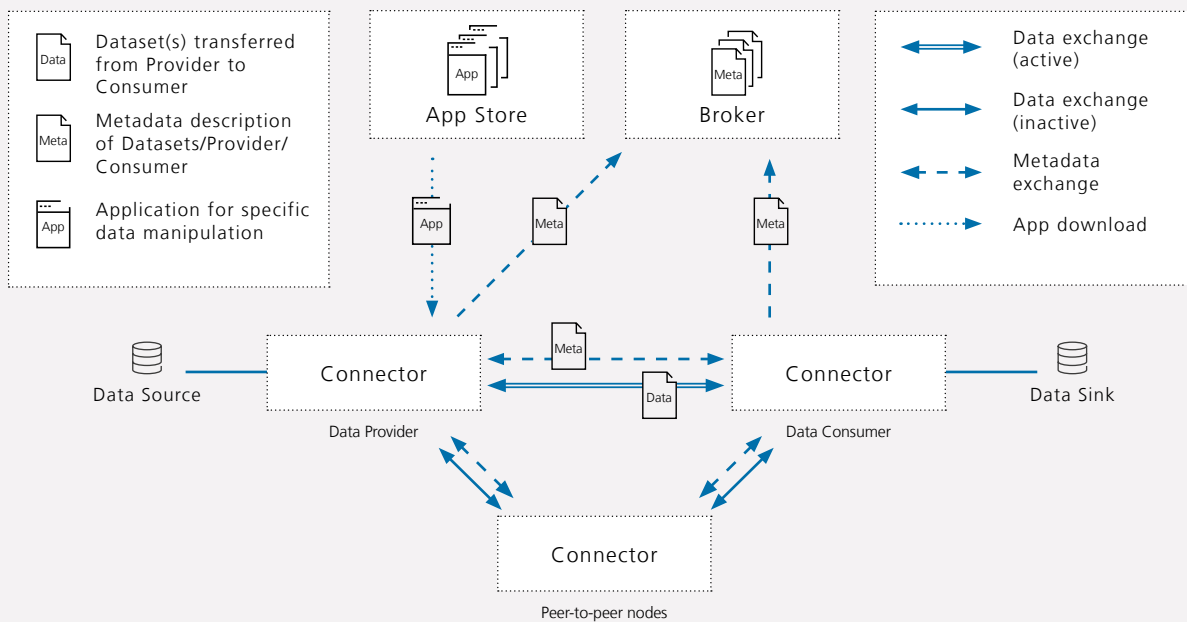 Data
Dataset(s) transferred
from Provider to
Consumer
Meta
Metadata description
of Datasets/Provider/
Consumer
App
Application for specific
data manipulation
App
App Store
Meta
Broker
Data exchange
(active)
Data exchange
(inactive)
Metadata
exchange
App download
App
Meta
Meta
Data Source
Connector
Data Provider
Meta
Data
Connector
Data Consumer
Data Sink
Connector
Peer-to-peer nodes